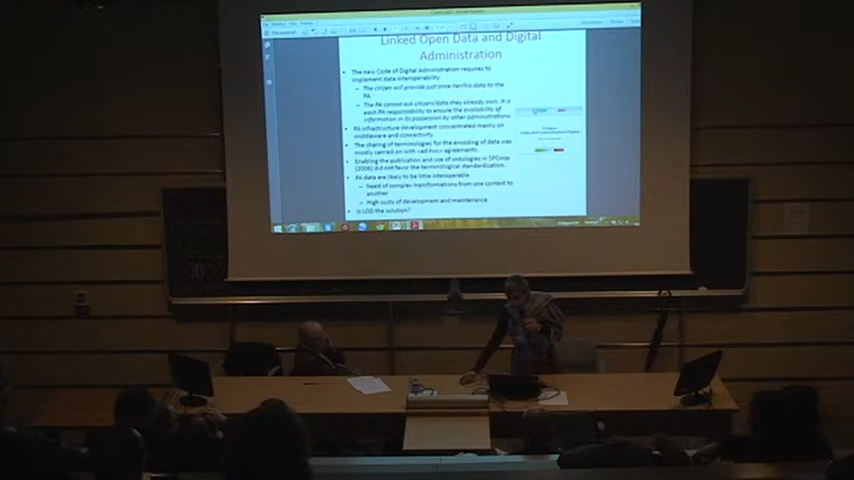 Linked Open Data and Digital
Administration
• The new Code of Digital Administration requires to
implement data interoperability.
– The citizen will provide just once her/his data to the
PA.
– The PA cannot ask citizens data they already own. It is
each PA responsibility to ensure the availability of
information in its possession by other administrations.
• PA infrastructure development concentrated mainly on
middleware and connectivity.
• The sharing of terminologies for the encoding of data was
mostly carried on with «ad-hoc» agreements.
• Enabling the publication and use of ontologies in SPCoop
(2006) did not favor the terminological standardization.
• PA data are likely to be little interoperable
– Need of complex transformations from one context to
another
– High costs of development and maintenance
• Is LOD the solution?